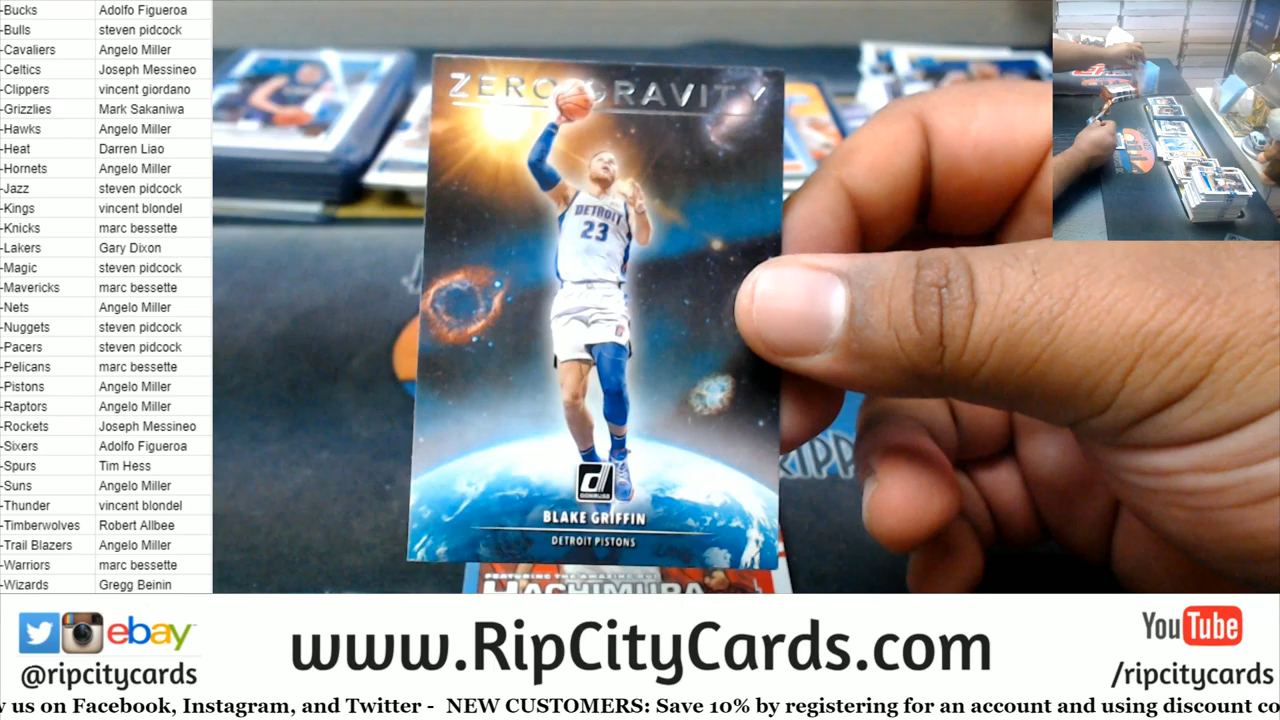 -Bucks Adolfo Figueroa
-Bulls steven pidcock
-Cavaliers Angelo Miller
-Celtics Joseph Messineo
-Clippers vincent giordano
-Grizzlies Mark Sakaniwa
-Hawks Angelo Miller
-Heat Darren Liao
-Hornets Angelo Miller
-Jazz steven pidcock
-Kings vincent blondel
-Knicks marc bessette
-Lakers Gary Dixon
-Magic steven pidcock
-Mavericks marc bessette
-Nets Angelo Miller
-Nuggets steven pidcock
-Pacers steven pidcock
-Pelicans marc bessette
-Pistons Angelo Miller
-Raptors Angelo Miller
-Rockets Joseph Messineo
-Sixers Adolfo Figueroa
-Spurs Tim Hess
-Suns Angelo Miller
-Thunder vincent blondel
-Timberwolves Robert Allbee
-Trail Blazers Angelo Miller
-Warriors marc bessette
-Wizards Gregg Beinin
ZERO GRAVITY
DETROIT
23
DONRUSS
BLAKE GRIFFIN
DETROIT PISTONS
RIPP
FEATURING THE AMAZING RUI
HACHIMURA
ebay
@ripcitycards
www.RipCityCards.com
YouTube
/ripcitycards
w us on Facebook, Instagram, and Twitter - NEW CUSTOMERS: Save 10% by registering for an account and using discount co